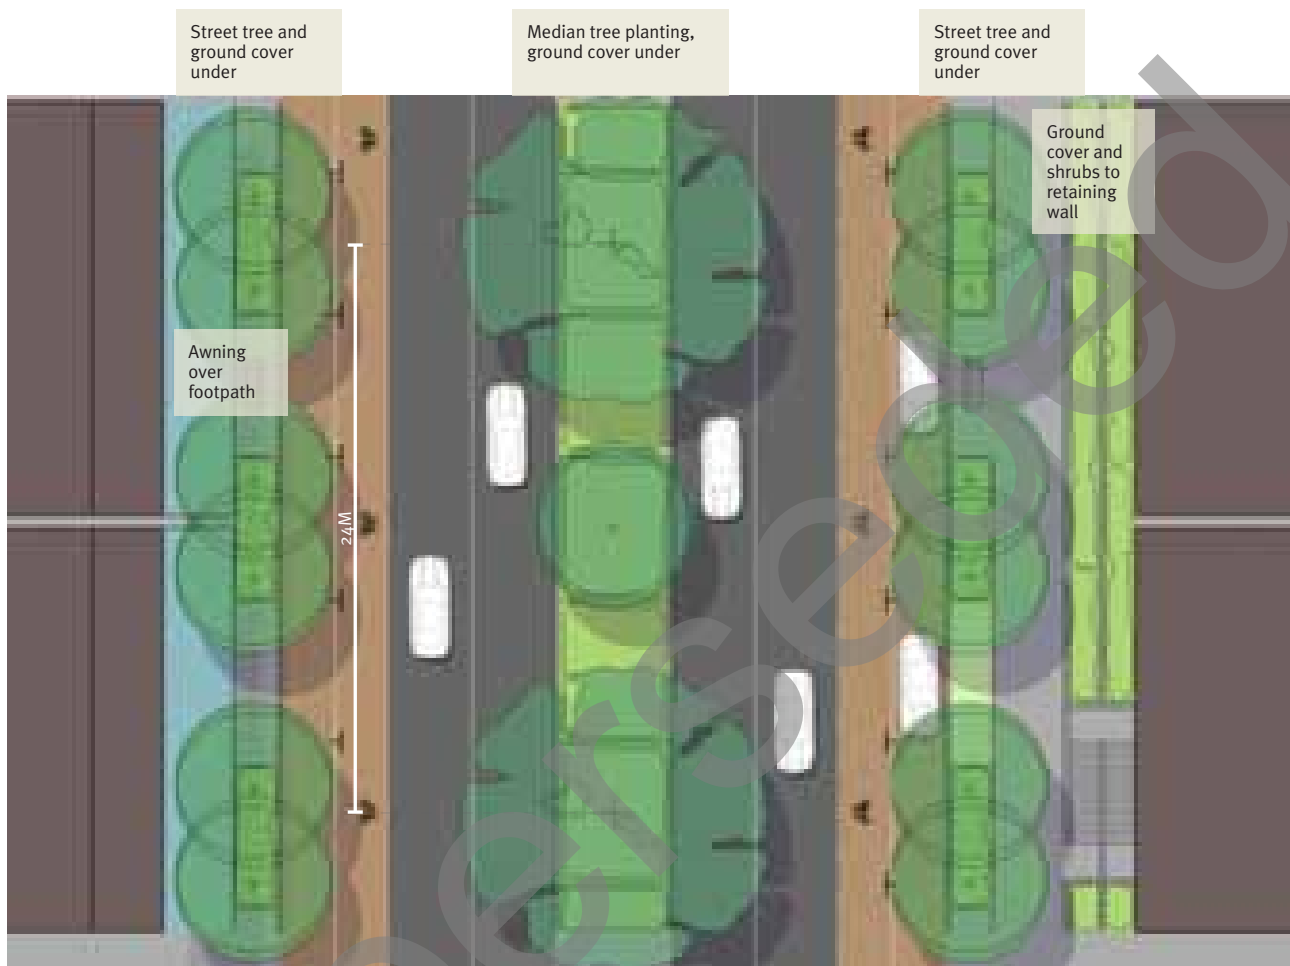 Street tree and
ground cover
under
Median tree planting,
ground cover under
Street tree and
ground cover
under
Ground
cover and
shrubs to
retaining
wall
Awning
over
footpath
24M